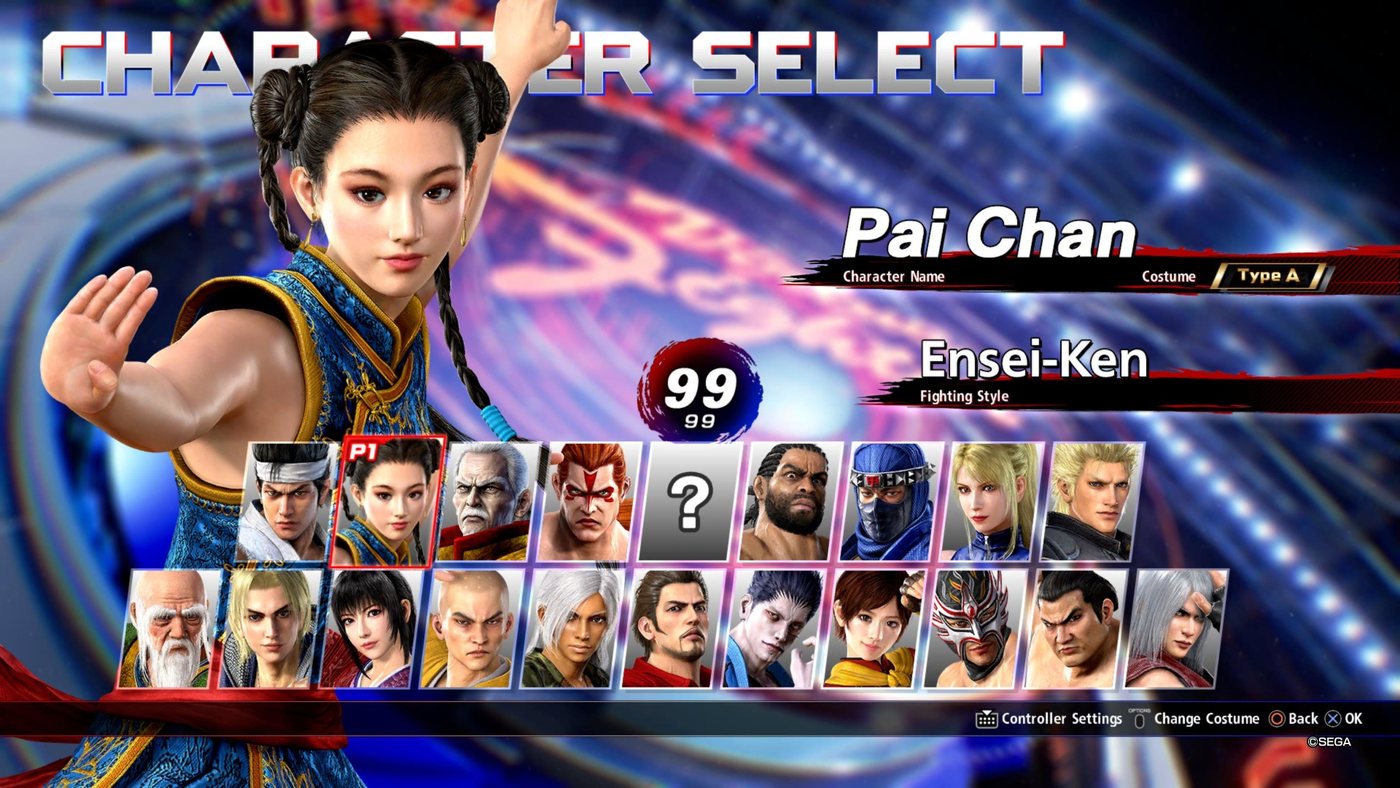 CHARACTER SELECT
Pai Chan
Character Name
Costume
Type A
Ensei-Ken
Fighting Style
99
99
P1
?
Controller Settings
OPTIONS
Change Costume
Back
OK
©SEGA